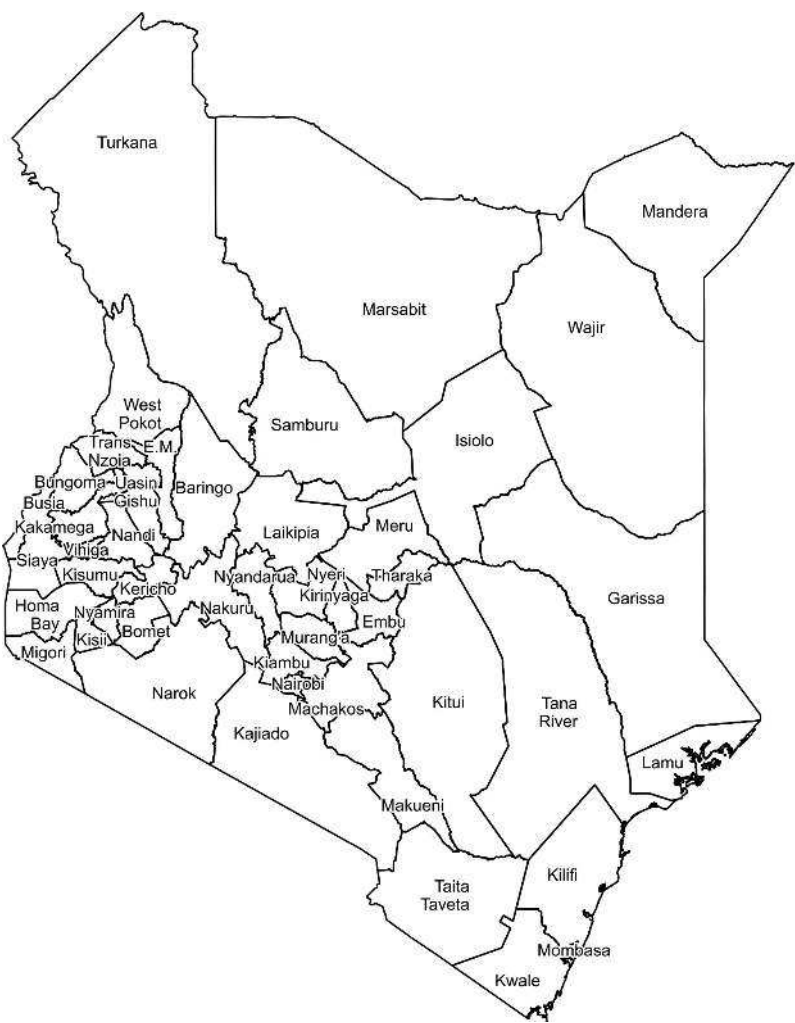 Turkana
Mandera
Marsabit
Wajir
West
Pokot
Samburu
Isiolo
Trans
Nzoia
E.M.
Bungoma
Uasin
Gishu
Baringo
Busia
Kakamega
Nandi
Laikipia
Meru
Vihiga
Siaya
Kisumu
Kericho
Nyandarua
Nyeri
Tharaka
Kirinyaga
Garissa
Homa
Bay
Nyamira
Nakuru
Embu
Kisii
Bomet
Murang'a
Migori
Kiambu
Narok
Nairobi
Machakos
Kitui
Tana
River
Kajiado
Lamu
Makueni
Taita
Taveta
Kilifi
Mombasa
Kwale